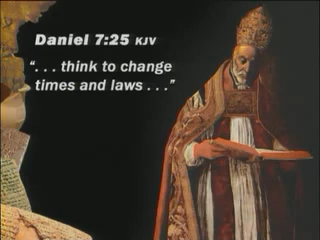 Daniel 7:25 KJV
“. . . think to change
times and laws . . .”